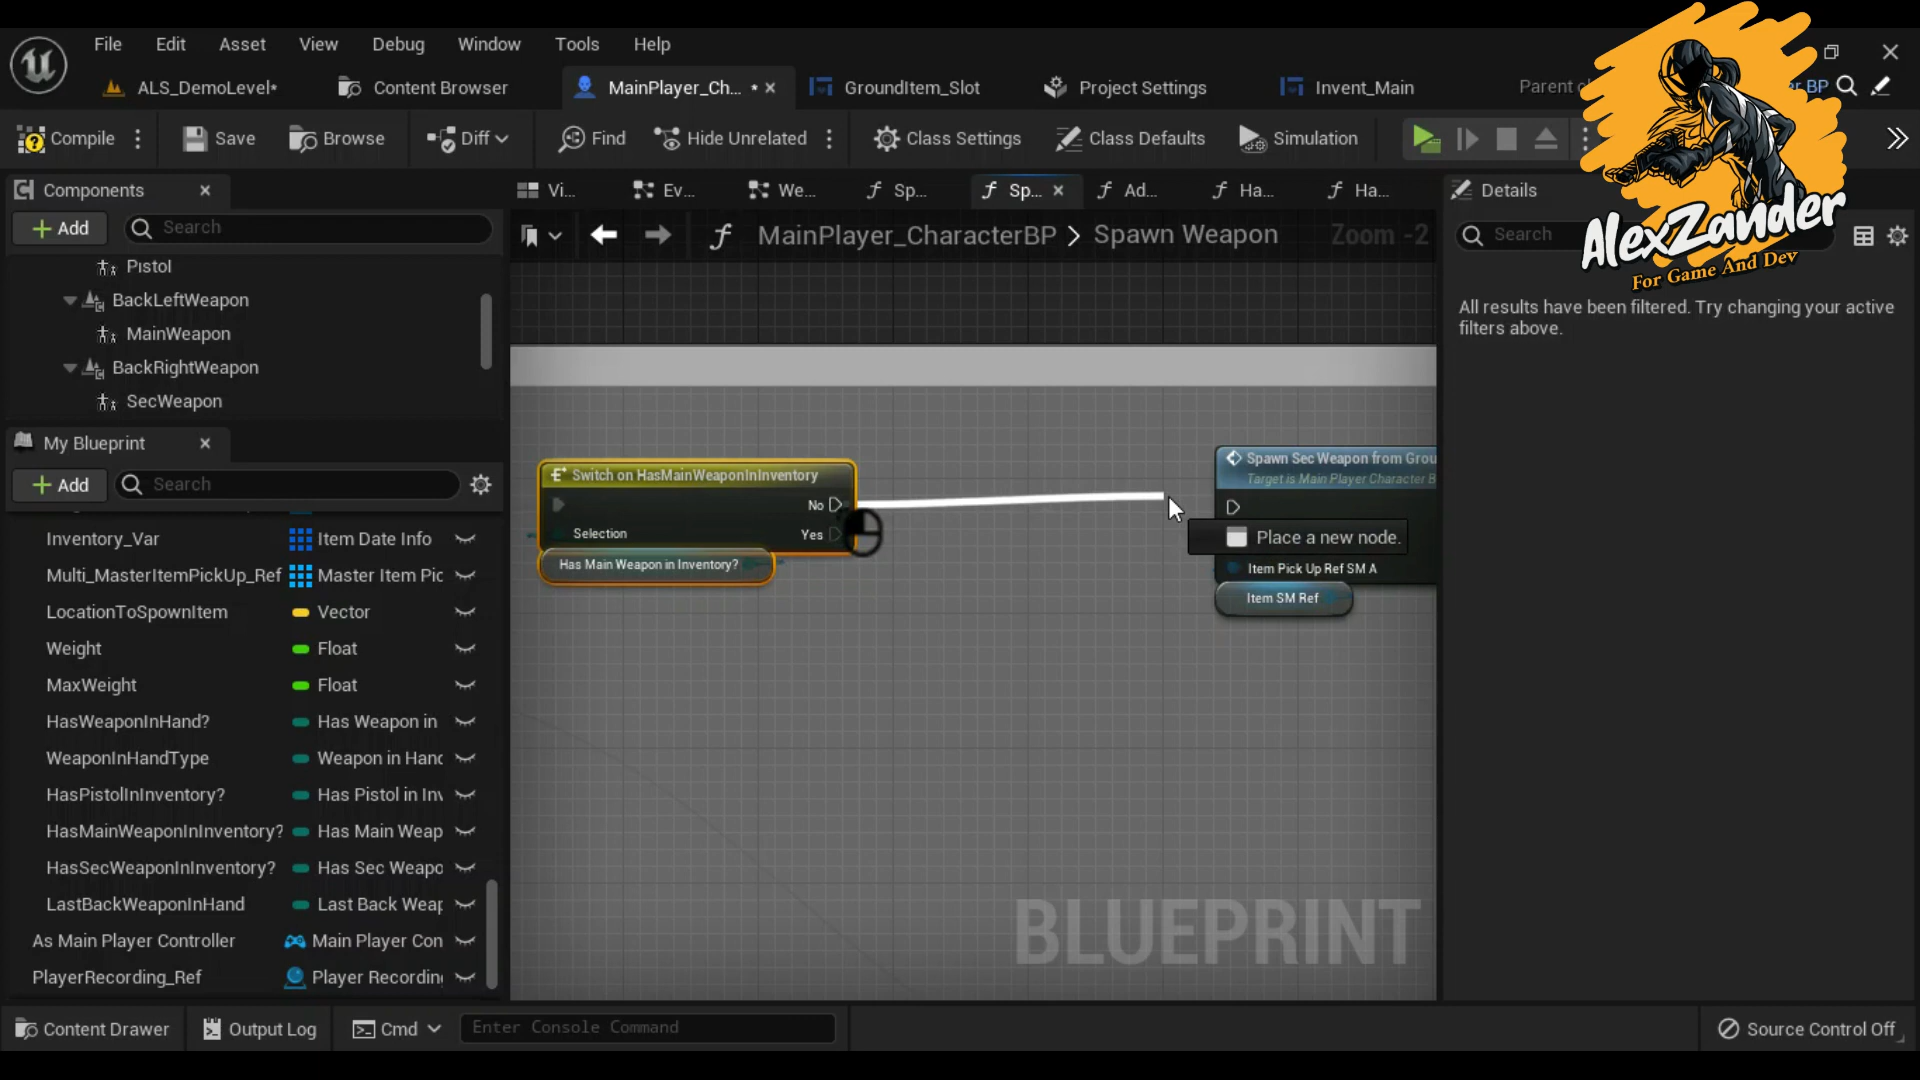 File Edit Asset View Debug Window Tools Help
ALS_DemoLevel* Content Browser MainPlayer_Ch... * GroundItem_Slot Project Settings Invent_Main Parent c er BP
Compile Save Browse Diff Find Hide Unrelated Class Settings Class Defaults Simulation
AlexZander
For Game And Dev
Components
Add Search
Pistol
BackLeftWeapon
MainWeapon
BackRightWeapon
SecWeapon
My Blueprint
Add Search
Inventory_Var Item Date Info
Multi_MasterItemPickUp_Ref Master Item Pic
LocationToSpawnItem Vector
Weight Float
MaxWeight Float
HasWeaponInHand? Has Weapon in
WeaponInHandType Weapon in Hand
HasPistolInInventory? Has Pistol in Inv
HasMainWeaponInInventory? Has Main Weap
HasSecWeaponInInventory? Has Sec Weapo
LastBackWeaponInHand Last Back Weap
As Main Player Controller Main Player Con
PlayerRecording_Ref Player Recording
Vi... Ev... We... Sp... Sp... Ad... Ha... Ha...
MainPlayer_CharacterBP > Spawn Weapon Zoom -2
Switch on HasMainWeaponInInventory
No
Selection Yes
Has Main Weapon in Inventory?
Spawn Sec Weapon from Grou
Target is Main Player Character B
Place a new node.
Item Pick Up Ref SM A
Item SM Ref
BLUEPRINT
Details
Search
All results have been filtered. Try changing your active
filters above.
Content Drawer Output Log Cmd Enter Console Command Source Control Off